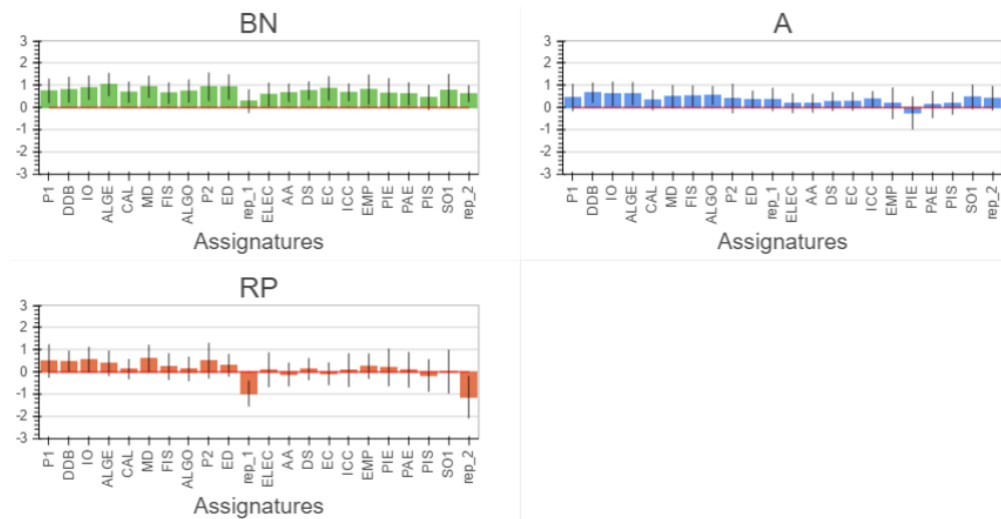 BN
3
2
1
0
-1
-2
-3
P1 DDB IO ALGE CAL MD FIS ALGO P2 ED rep_1 ELEC AA DS EC ICC EMP PIE PAE PIS SO1 rep_2
Assignatures
A
3
2
1
0
-1
-2
-3
P1 DDB IO ALGE CAL MD FIS ALGO P2 ED rep_1 ELEC AA DS EC ICC EMP PIE PAE PIS SO1 rep_2
Assignatures
RP
3
2
1
0
-1
-2
-3
P1 DDB IO ALGE CAL MD FIS ALGO P2 ED rep_1 ELEC AA DS EC ICC EMP PIE PAE PIS SO1 rep_2
Assignatures